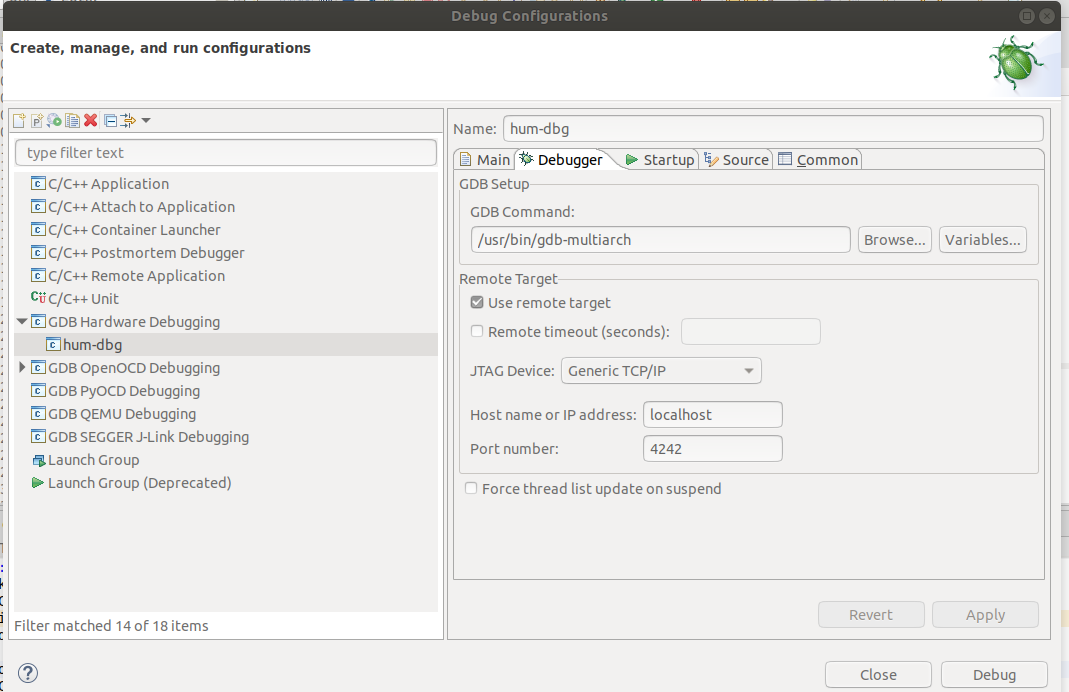 Debug Configurations
Create, manage, and run configurations
type filter text
C/C++ Application
C/C++ Attach to Application
C/C++ Container Launcher
C/C++ Postmortem Debugger
C/C++ Remote Application
C/C++ Unit
GDB Hardware Debugging
hum-dbg
GDB OpenOCD Debugging
GDB PyOCD Debugging
GDB QEMU Debugging
GDB SEGGER J-Link Debugging
Launch Group
Launch Group (Deprecated)
Filter matched 14 of 18 items
Name: hum-dbg
Main Debugger Startup Source Common
GDB Setup
GDB Command:
/usr/bin/gdb-multiarch Browse... Variables...
Remote Target
Use remote target
Remote timeout (seconds):
JTAG Device: Generic TCP/IP
Host name or IP address: localhost
Port number: 4242
Force thread list update on suspend
Revert Apply
? Close Debug